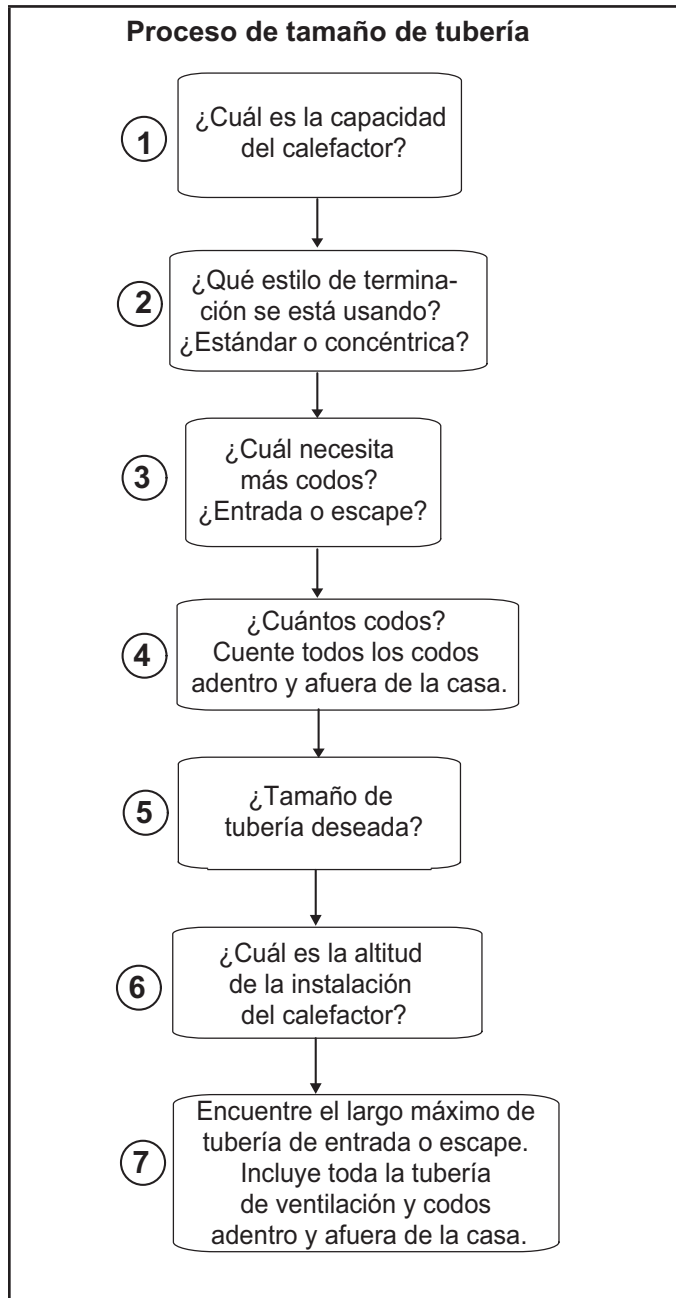 Proceso de tamaño de tubería
1
¿Cuál es la capacidad
del calefactor?
2
¿Qué estilo de termina-
ción se está usando?
¿Estándar o concéntrica?
3
¿Cuál necesita
más codos?
¿Entrada o escape?
4
¿Cuántos codos?
Cuente todos los codos
adentro y afuera de la casa.
5
¿Tamaño de
tubería deseada?
6
¿Cuál es la altitud
de la instalación
del calefactor?
7
Encuentre el largo máximo de
tubería de entrada o escape.
Incluye toda la tubería
de ventilación y codos
adentro y afuera de la casa.